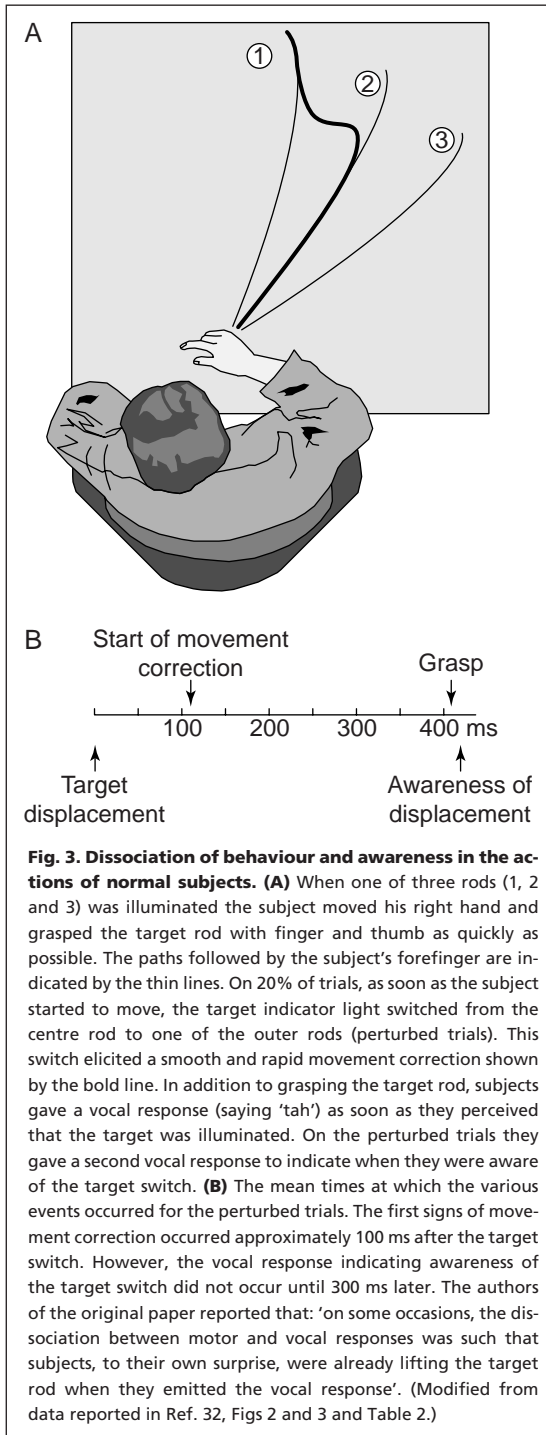 A
1
2
3
B
Start of movement
correction
Grasp
100
200
300
400 ms
Target
displacement
Awareness of
displacement
Fig. 3. Dissociation of behaviour and awareness in the ac-
tions of normal subjects. (A) When one of three rods (1, 2
and 3) was illuminated the subject moved his right hand and
grasped the target rod with finger and thumb as quickly as
possible. The paths followed by the subject's forefinger are in-
dicated by the thin lines. On 20% of trials, as soon as the subject
started to move, the target indicator light switched from the
centre rod to one of the outer rods (perturbed trials). This
switch elicited a smooth and rapid movement correction shown
by the bold line. In addition to grasping the target rod, subjects
gave a vocal response (saying 'tah') as soon as they perceived
that the target was illuminated. On the perturbed trials they
gave a second vocal response to indicate when they were aware
of the target switch. (B) The mean times at which the various
events occurred for the perturbed trials. The first signs of move-
ment correction occurred approximately 100 ms after the target
switch. However, the vocal response indicating awareness of
the target switch did not occur until 300 ms later. The authors
of the original paper reported that: 'on some occasions, the dis-
sociation between motor and vocal responses was such that
subjects, to their own surprise, were already lifting the target
rod when they emitted the vocal response'. (Modified from
data reported in Ref. 32, Figs 2 and 3 and Table 2.)